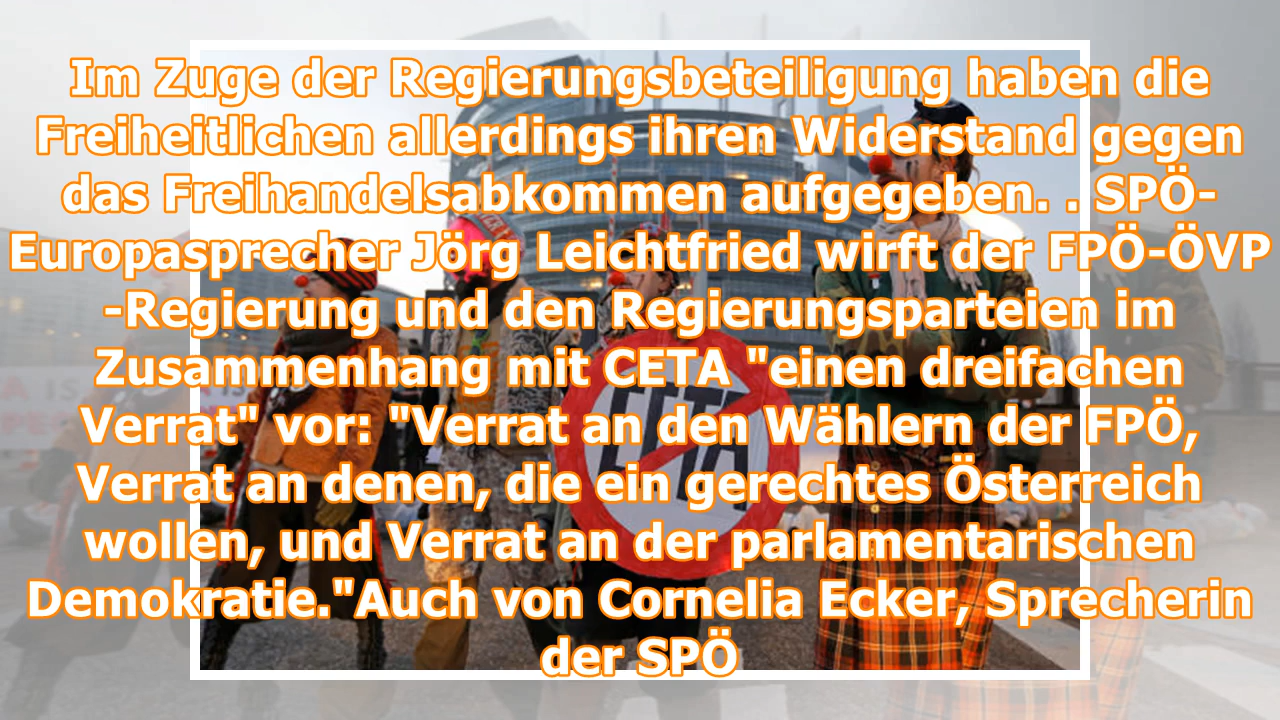 Im Zuge der Regierungsbeteiligung haben die
Freiheitlichen allerdings ihren Widerstand gegen
das Freihandelsabkommen aufgegeben. . SPÖ-
Europasprecher Jörg Leichtfried wirft der FPÖ-ÖVP
-Regierung und den Regierungsparteien im
Zusammenhang mit CETA "einen dreifachen
Verrat" vor: "Verrat an den Wählern der FPÖ,
Verrat an denen, die ein gerechtes Österreich
wollen, und Verrat an der parlamentarischen
Demokratie."Auch von Cornelia Ecker, Sprecherin
der SPÖ
CETA